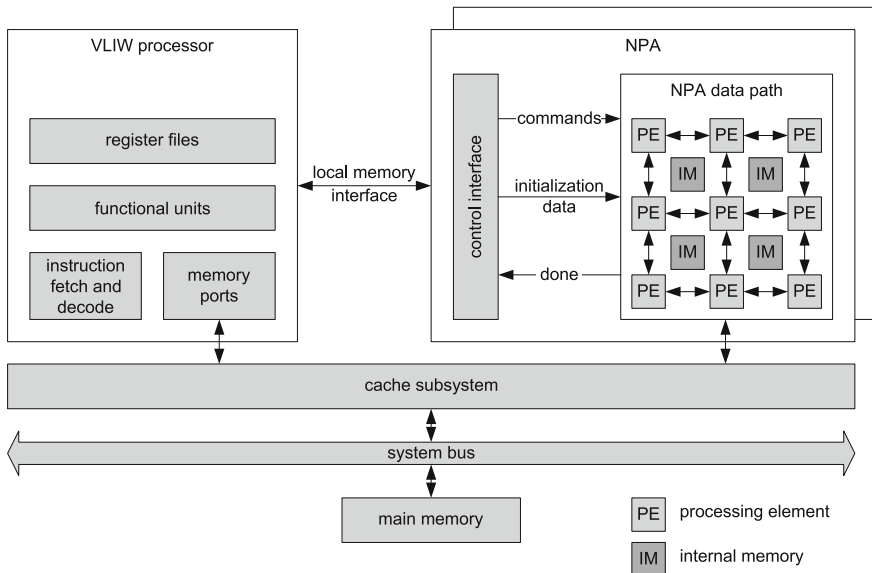 VLIW processor
register files
functional units
instruction
fetch and
decode
memory
ports
local memory
interface
NPA
control interface
commands
initialization
data
done
NPA data path
PE PE PE
IM IM
PE PE PE
IM IM
PE PE PE
cache subsystem
system bus
main memory
PE processing element
IM internal memory